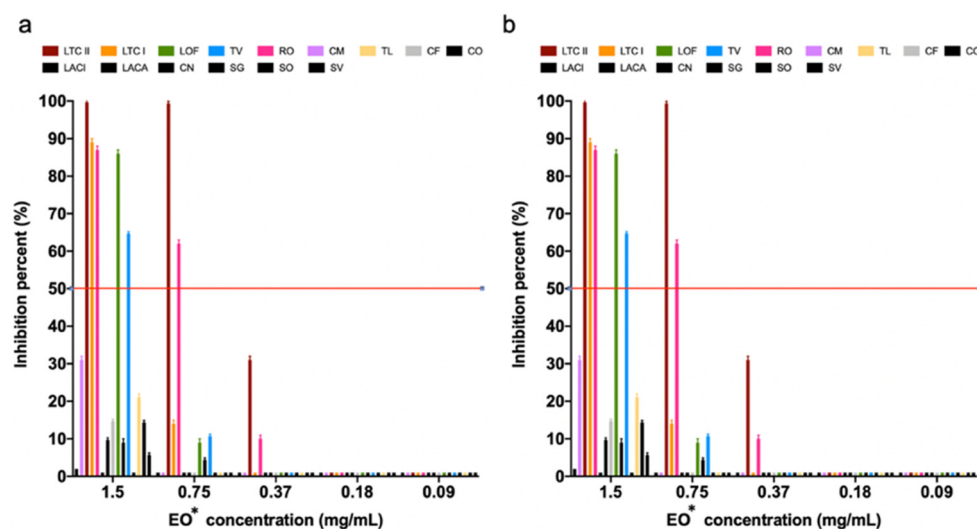 a
LTC II LTC I LOF TV RO CM TL CF CO
LACI LACA CN SG SO SV
100
90
80
70
60
50
40
30
20
10
0
Inhibition percent (%)
1.5 0.75 0.37 0.18 0.09
EO* concentration (mg/mL)
b
LTC II LTC I LOF TV RO CM TL CF CO
LACI LACA CN SG SO SV
100
90
80
70
60
50
40
30
20
10
0
Inhibition percent (%)
1.5 0.75 0.37 0.18 0.09
EO* concentration (mg/mL)